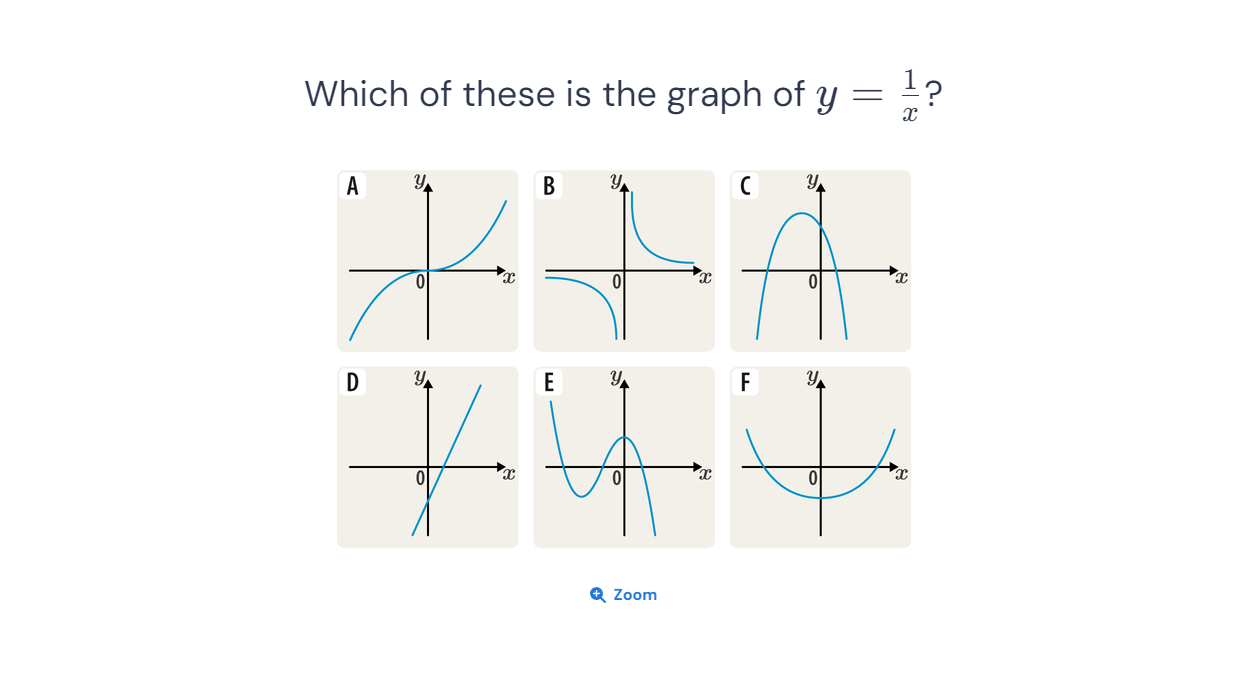 Which of these is the graph of y = 1/x?
A y 0 x
B y 0 x
C y 0 x
D y 0 x
E y 0 x
F y 0 x
Zoom